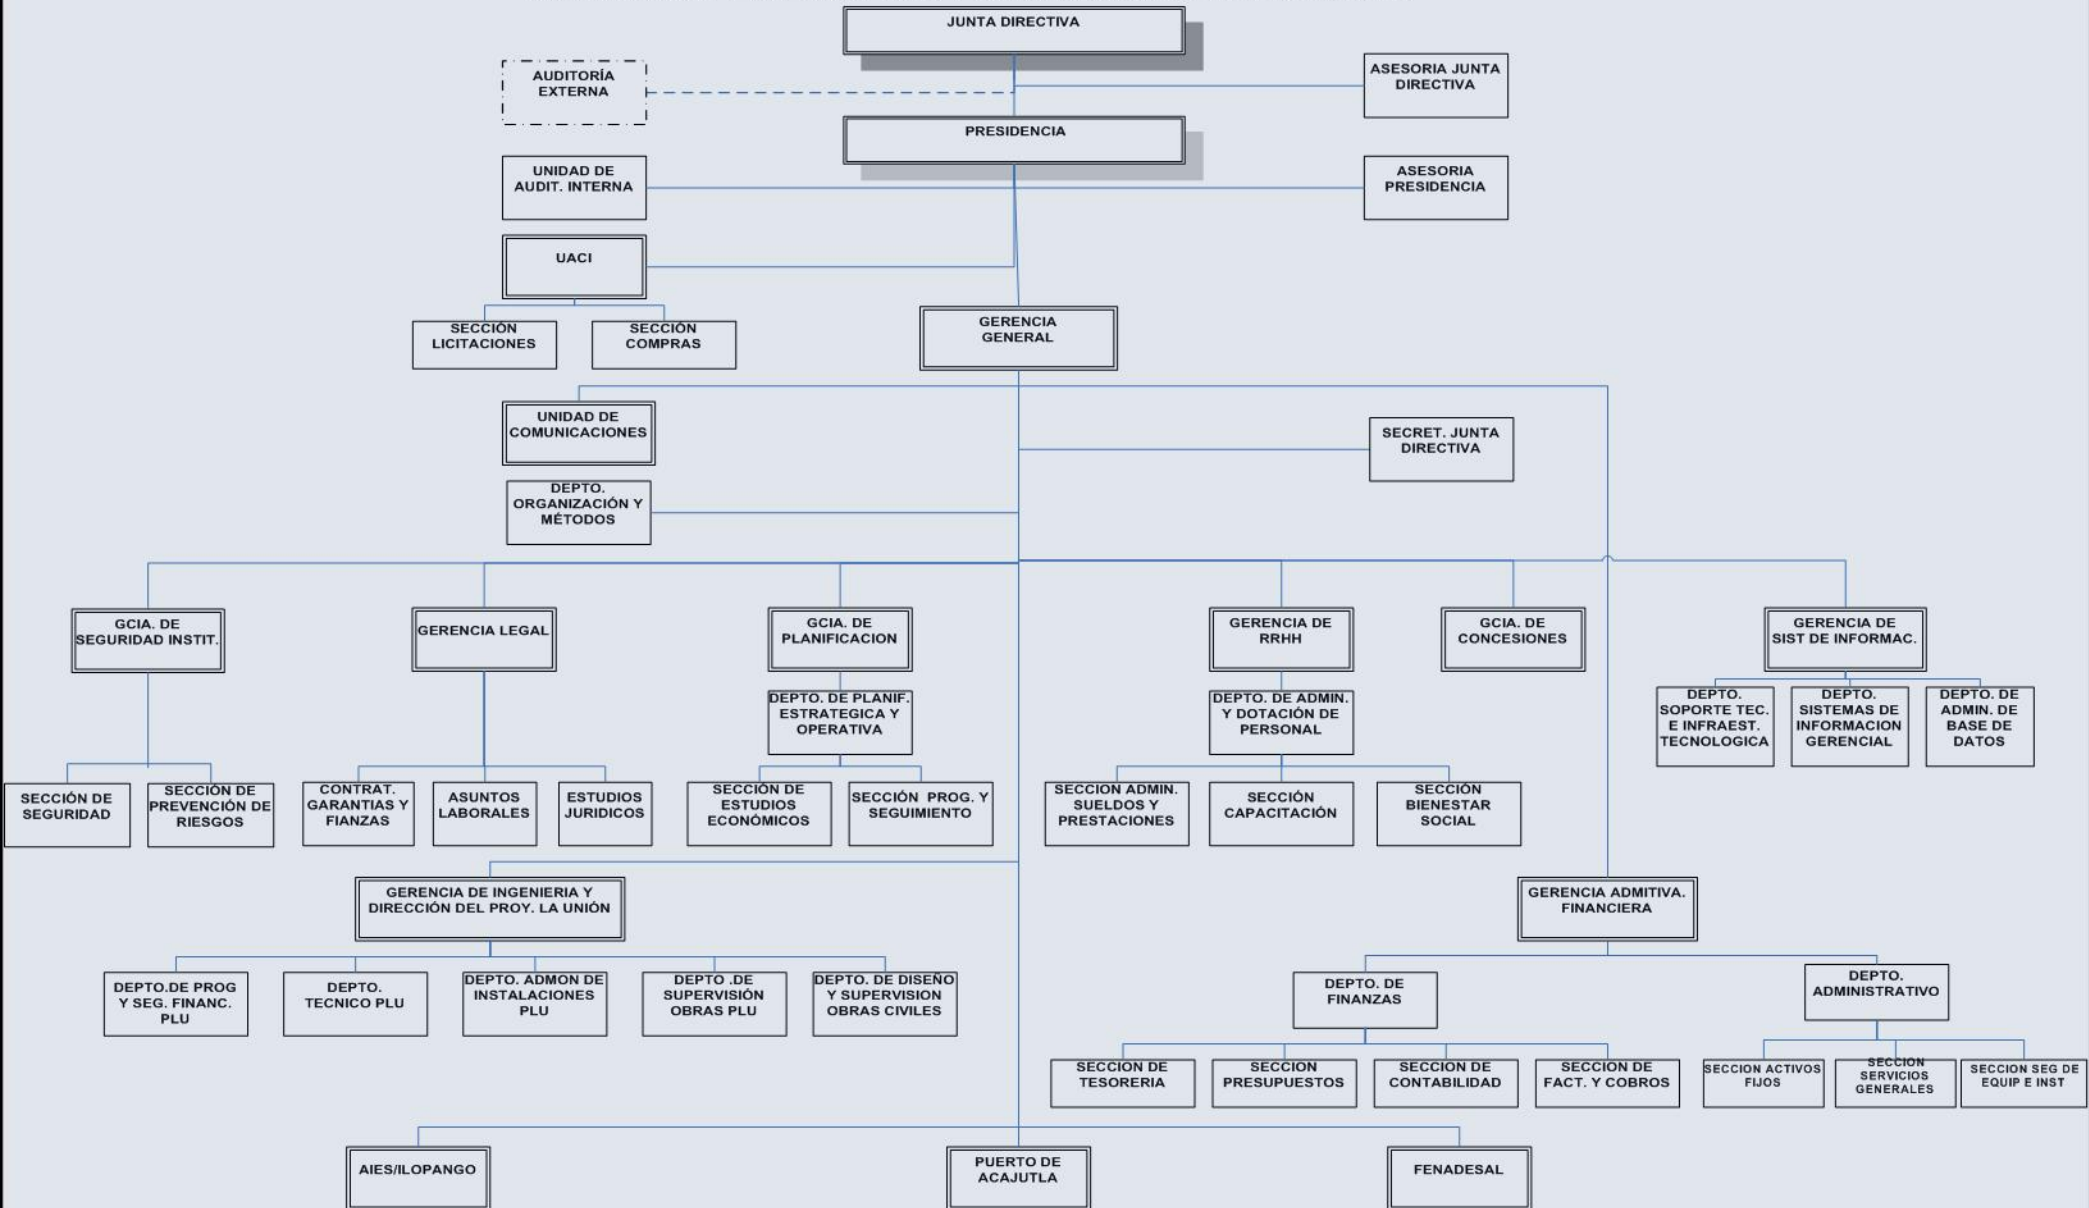 JUNTA DIRECTIVA
AUDITORÍA
EXTERNA
ASESORIA JUNTA
DIRECTIVA
PRESIDENCIA
UNIDAD DE
AUDIT. INTERNA
ASESORIA
PRESIDENCIA
UACI
SECCIÓN
LICITACIONES
SECCIÓN
COMPRAS
GERENCIA
GENERAL
UNIDAD DE
COMUNICACIONES
SECRET. JUNTA
DIRECTIVA
DEPTO.
ORGANIZACIÓN Y
MÉTODOS
GCIA. DE
SEGURIDAD INSTIT.
GERENCIA LEGAL
GCIA. DE
PLANIFICACION
GERENCIA DE
RRHH
GCIA. DE
CONCESIONES
GERENCIA DE
SIST DE INFORMAC.
DEPTO. DE PLANIF.
ESTRATEGICA Y
OPERATIVA
DEPTO. DE ADMIN.
Y DOTACIÓN DE
PERSONAL
DEPTO.
SOPORTE TEC.
E INFRAEST.
TECNOLOGICA
DEPTO.
SISTEMAS DE
INFORMACION
GERENCIAL
DEPTO. DE
ADMIN. DE
BASE DE
DATOS
SECCIÓN DE
SEGURIDAD
SECCIÓN DE
PREVENCIÓN DE
RIESGOS
CONTRAT.
GARANTIAS Y
FIANZAS
ASUNTOS
LABORALES
ESTUDIOS
JURIDICOS
SECCIÓN DE
ESTUDIOS
ECONÓMICOS
SECCIÓN PROG. Y
SEGUIMIENTO
SECCION ADMIN.
SUELDOS Y
PRESTACIONES
SECCIÓN
CAPACITACIÓN
SECCIÓN
BIENESTAR
SOCIAL
GERENCIA DE INGENIERIA Y
DIRECCIÓN DEL PROY. LA UNIÓN
GERENCIA ADMITIVA.
FINANCIERA
DEPTO.DE PROG
Y SEG. FINANC.
PLU
DEPTO.
TECNICO PLU
DEPTO. ADMON DE
INSTALACIONES
PLU
DEPTO .DE
SUPERVISIÓN
OBRAS PLU
DEPTO. DE DISEÑO
Y SUPERVISION
OBRAS CIVILES
DEPTO. DE
FINANZAS
DEPTO.
ADMINISTRATIVO
SECCION DE
TESORERIA
SECCION
PRESUPUESTOS
SECCION DE
CONTABILIDAD
SECCION DE
FACT. Y COBROS
SECCION ACTIVOS
FIJOS
SECCION
SERVICIOS
GENERALES
SECCION SEG DE
EQUIP E INST
AIES/ILOPANGO
PUERTO DE
ACAJUTLA
FENADESAL